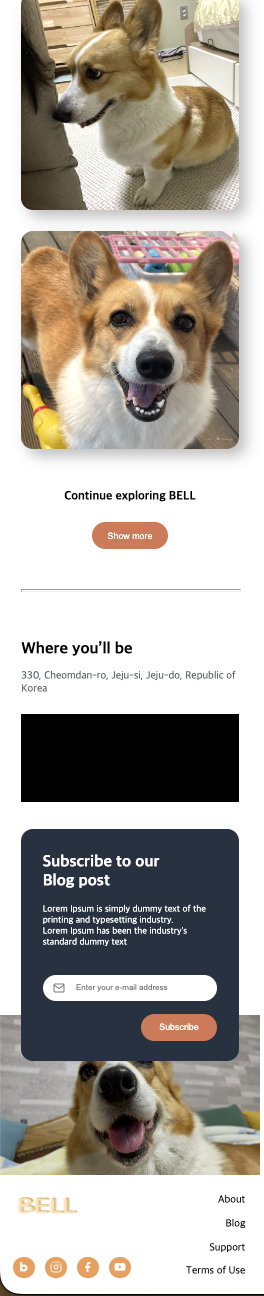 Continue exploring BELL
Show more
Where you'll be
330, Cheomdan-ro, Jeju-si, Jeju-do, Republic of
Korea
Subscribe to our
Blog post
Lorem Ipsum is simply dummy text of the
printing and typesetting industry.
Lorem Ipsum has been the industry's
standard dummy text
Enter your e-mail address
Subscribe
BELL
About
Blog
Support
Terms of Use